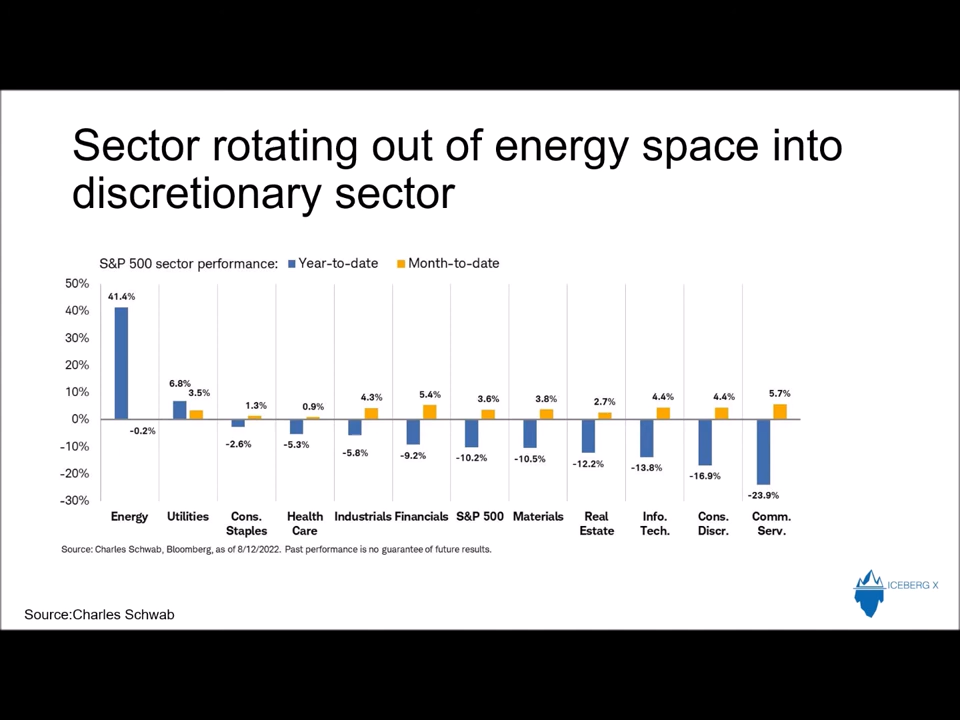 Sector rotating out of energy space into
discretionary sector
S&P 500 sector performance: Year-to-date Month-to-date
50%
40%
30%
20%
10%
0%
-10%
-20%
-30%
41.4%
-0.2%
6.8%
3.5%
-2.6%
1.3%
-5.3%
0.9%
-5.8%
4.3%
-9.2%
5.4%
-10.2%
3.6%
-10.5%
3.8%
-12.2%
2.7%
-13.8%
4.4%
-16.9%
4.4%
-23.9%
5.7%
Energy
Utilities
Cons.
Staples
Health
Care
Industrials
Financials
S&P 500
Materials
Real
Estate
Info.
Tech.
Cons.
Discr.
Comm.
Serv.
Source: Charles Schwab, Bloomberg, as of 8/12/2022. Past performance is no guarantee of future results.
ICEBERG X
Source:Charles Schwab